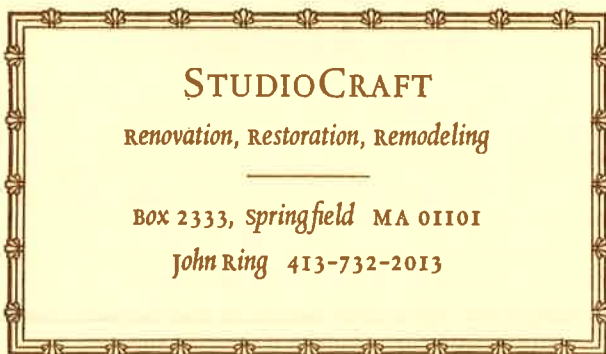 STUDIOCRAFT
Renovation, Restoration, Remodeling
Box 2333, Springfield MA 01101
John Ring 413-732-2013